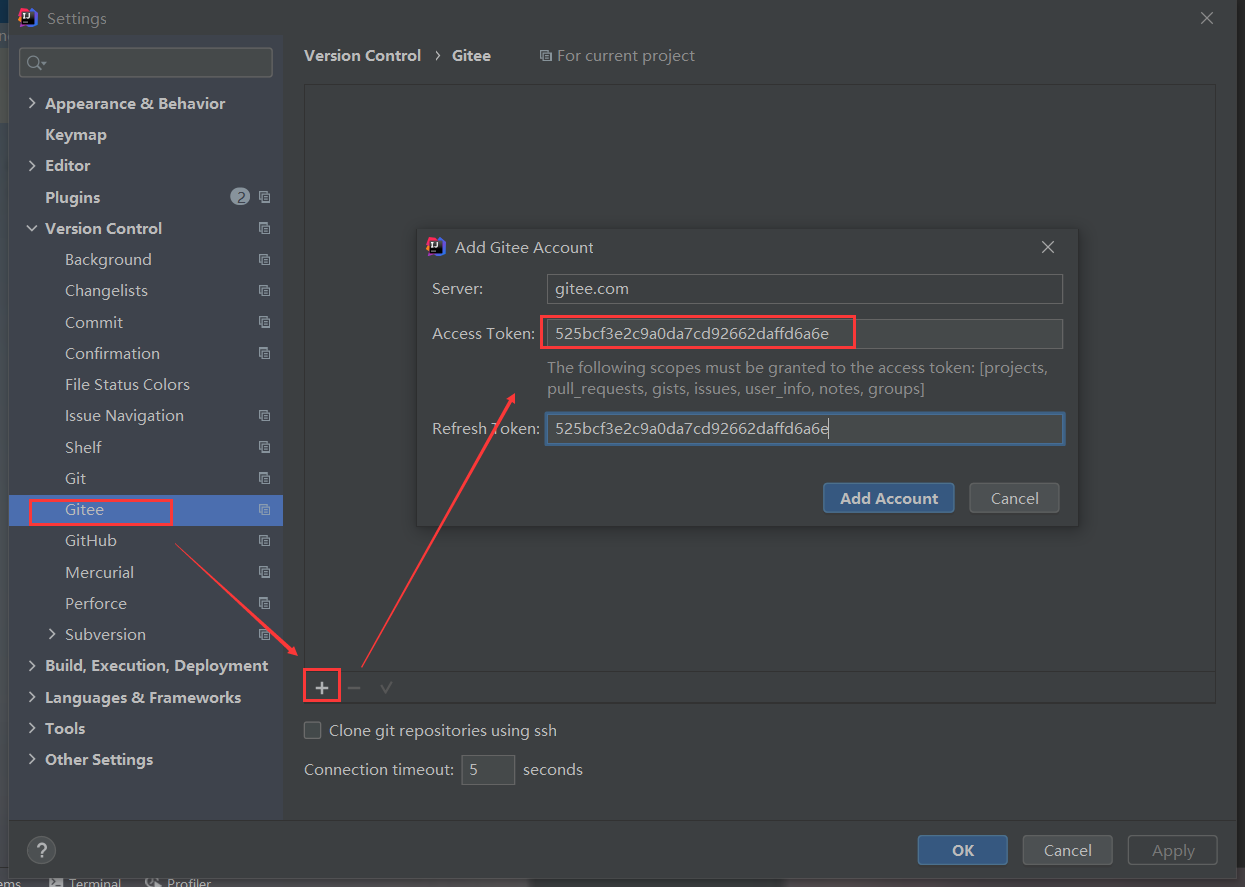 Settings
Version Control › Gitee For current project
Appearance & Behavior
Keymap
Editor
Plugins 2
Version Control
Background
Changelists
Commit
Confirmation
File Status Colors
Issue Navigation
Shelf
Git
Gitee
GitHub
Mercurial
Perforce
Subversion
Build, Execution, Deployment
Languages & Frameworks
Tools
Other Settings
Add Gitee Account
Server: gitee.com
Access Token: 525bcf3e2c9a0da7cd92662daffd6a6e
The following scopes must be granted to the access token: [projects,
pull_requests, gists, issues, user_info, notes, groups]
Refresh Token: 525bcf3e2c9a0da7cd92662daffd6a6e
Add Account Cancel
Clone git repositories using ssh
Connection timeout: 5 seconds
? OK Cancel Apply
Terminal Profiler